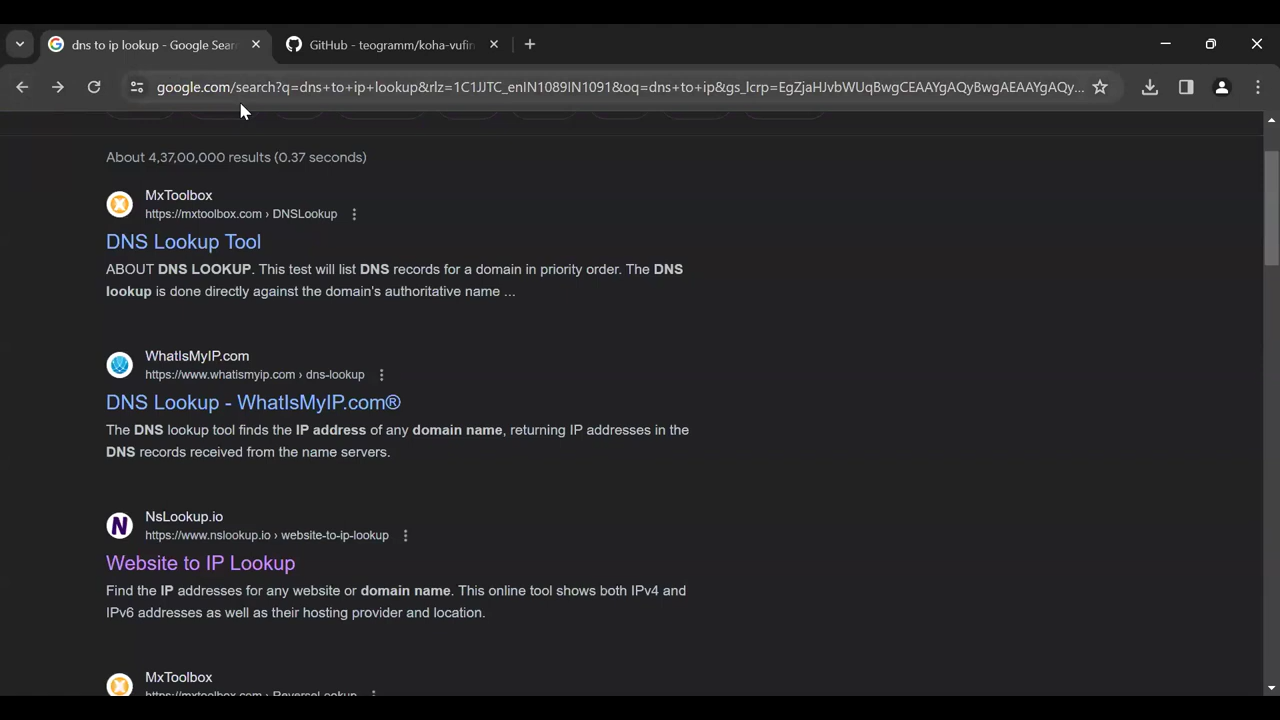 dns to ip lookup - Google Sear
GitHub - teogramm/koha-vufin
google.com/search?q=dns+to+ip+lookup&rlz=1C1JJTC_enIN1089IN1091&oq=dns+to+ip&gs_lcrp=EgZjaHJvbWUqBwgCEAAYgAQyBwgAEAAYgAQy...
About 4,37,00,000 results (0.37 seconds)
MxToolbox
https://mxtoolbox.com › DNSLookup
DNS Lookup Tool
ABOUT DNS LOOKUP. This test will list DNS records for a domain in priority order. The DNS
lookup is done directly against the domain's authoritative name ...
WhatIsMyIP.com
https://www.whatismyip.com › dns-lookup
DNS Lookup - WhatIsMyIP.com®
The DNS lookup tool finds the IP address of any domain name, returning IP addresses in the
DNS records received from the name servers.
N
NsLookup.io
https://www.nslookup.io › website-to-ip-lookup
Website to IP Lookup
Find the IP addresses for any website or domain name. This online tool shows both IPv4 and
IPv6 addresses as well as their hosting provider and location.
MxToolbox
https://mxtoolbox.com › ReverseLookup